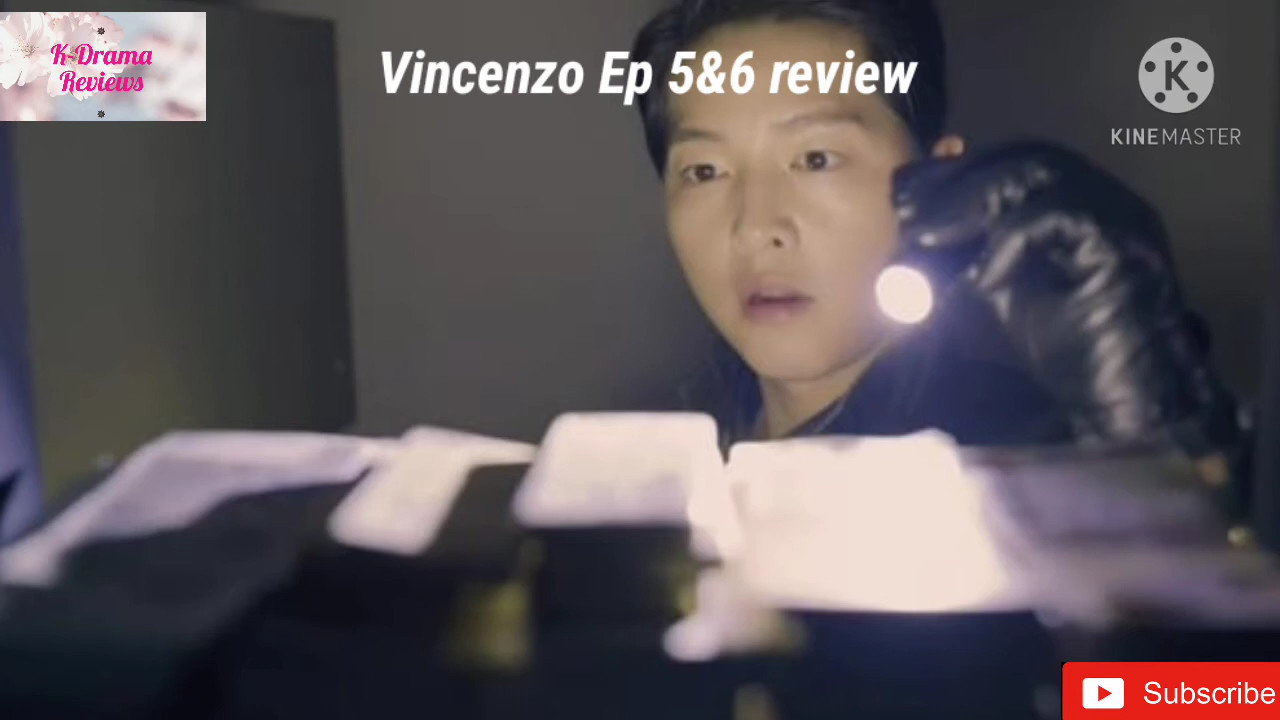 K-Drama
Reviews
Vincenzo Ep 5&6 review
K
KINEMASTER
Subscribe